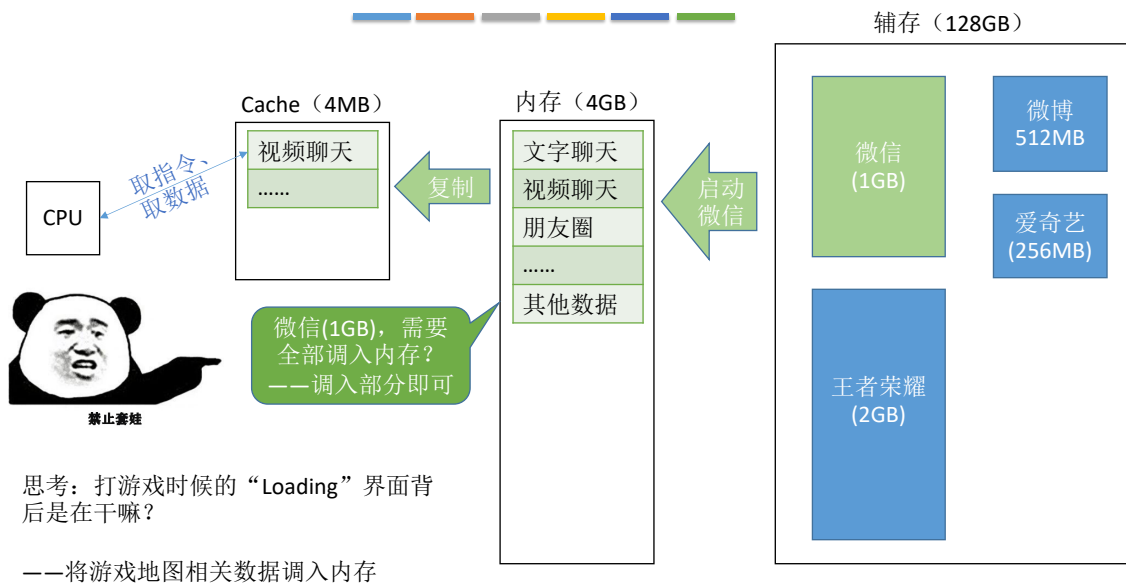 辅存（128GB）
Cache（4MB）
内存（4GB）
CPU
取指令、
取数据
视频聊天
……
复制
文字聊天
视频聊天
朋友圈
……
其他数据
启动
微信
微信
(1GB)
微博
512MB
爱奇艺
(256MB)
王者荣耀
(2GB)
微信(1GB)，需要
全部调入内存？
——调入部分即可
禁止套娃
思考：打游戏时候的“Loading”界面背
后是在干嘛？
——将游戏地图相关数据调入内存